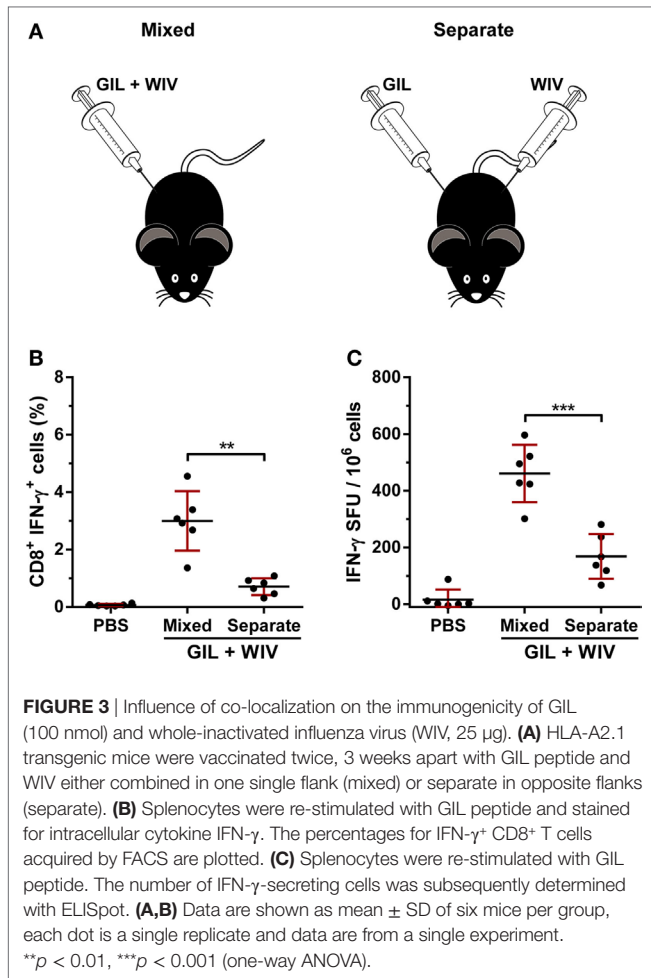 A
Mixed
Separate
GIL + WIV
GIL
WIV
B
CD8⁺ IFN-γ⁺ cells (%)
8
6
4
2
0
**
PBS
Mixed
Separate
GIL + WIV
C
IFN-γ SFU / 10⁶ cells
800
600
400
200
0
***
PBS
Mixed
Separate
GIL + WIV
FIGURE 3 | Influence of co-localization on the immunogenicity of GIL
(100 nmol) and whole-inactivated influenza virus (WIV, 25 µg). (A) HLA-A2.1
transgenic mice were vaccinated twice, 3 weeks apart with GIL peptide and
WIV either combined in one single flank (mixed) or separate in opposite flanks
(separate). (B) Splenocytes were re-stimulated with GIL peptide and stained
for intracellular cytokine IFN-γ. The percentages for IFN-γ⁺ CD8⁺ T cells
acquired by FACS are plotted. (C) Splenocytes were re-stimulated with GIL
peptide. The number of IFN-γ-secreting cells was subsequently determined
with ELISpot. (A,B) Data are shown as mean ± SD of six mice per group,
each dot is a single replicate and data are from a single experiment.
**p < 0.01, ***p < 0.001 (one-way ANOVA).